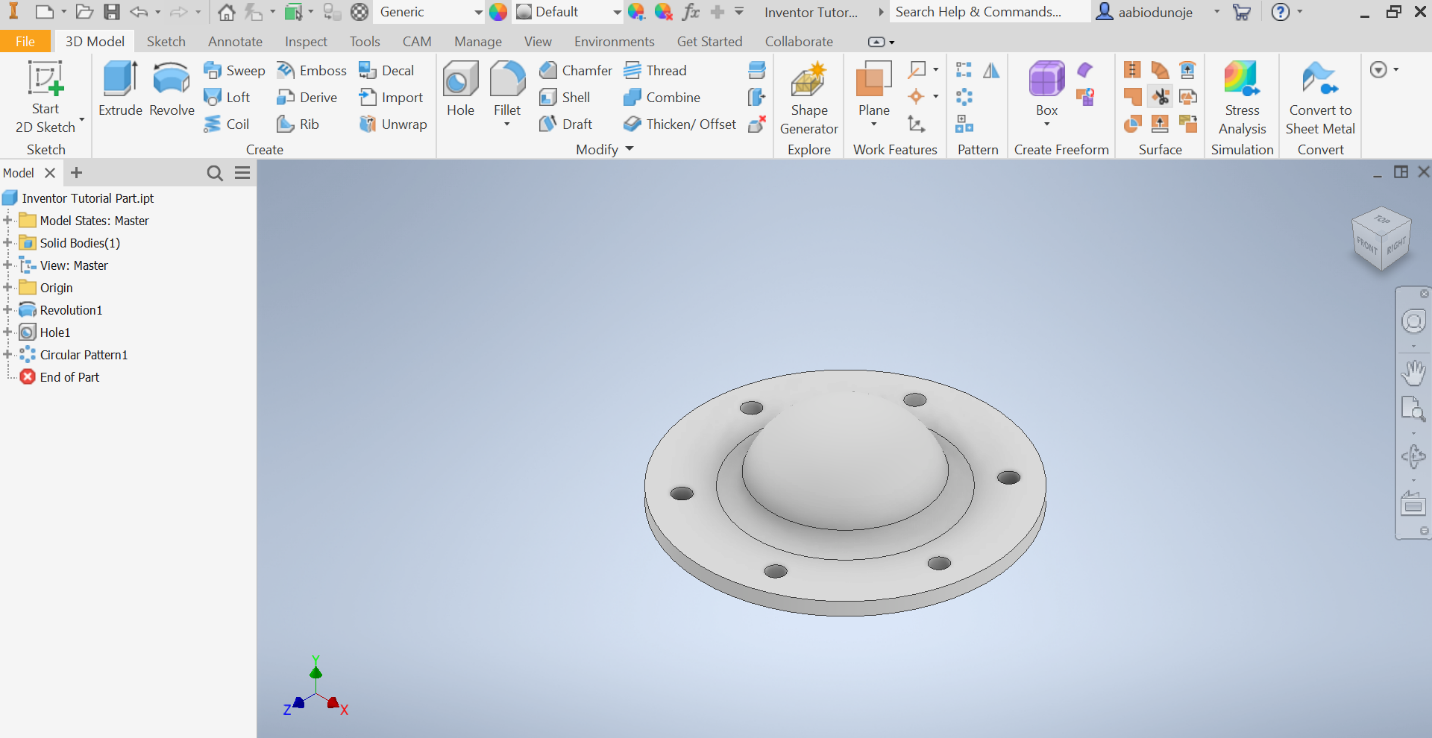 Generic
Default
fx
Inventor Tutor...
Search Help & Commands...
aabiodunoje
File
3D Model
Sketch
Annotate
Inspect
Tools
CAM
Manage
View
Environments
Get Started
Collaborate
Start
2D Sketch
Sketch
Extrude
Revolve
Sweep
Loft
Coil
Emboss
Derive
Rib
Decal
Import
Unwrap
Create
Hole
Fillet
Chamfer
Shell
Draft
Thread
Combine
Thicken/ Offset
Modify
Shape
Generator
Explore
Plane
Work Features
Pattern
Box
Create Freeform
Surface
Stress
Analysis
Simulation
Convert to
Sheet Metal
Convert
Model
Inventor Tutorial Part.ipt
Model States: Master
Solid Bodies(1)
View: Master
Origin
Revolution1
Hole1
Circular Pattern1
End of Part
TOP
FRONT
RIGHT
Y
Z
X